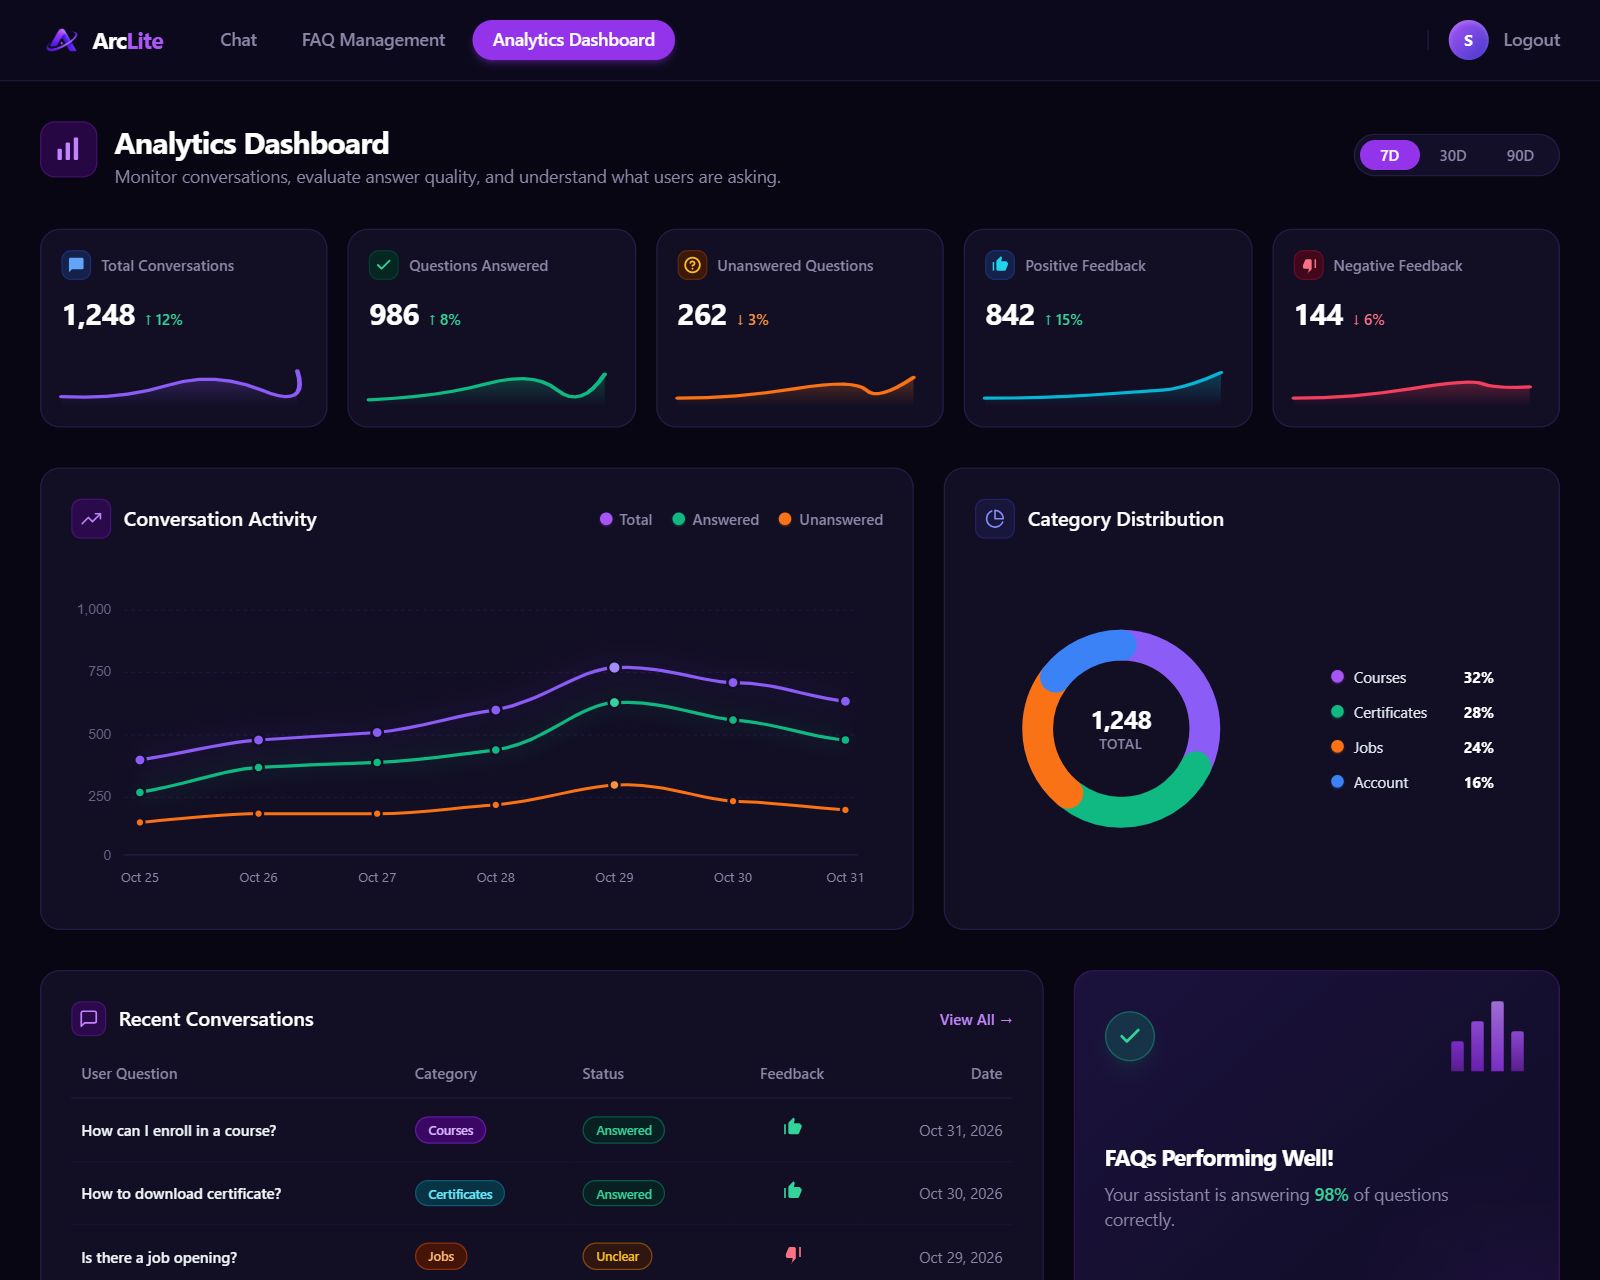 ArcLite
Chat
FAQ Management
Analytics Dashboard
S
Logout
Analytics Dashboard
Monitor conversations, evaluate answer quality, and understand what users are asking.
7D
30D
90D
Total Conversations
1,248 ↑ 12%
Questions Answered
986 ↑ 8%
Unanswered Questions
262 ↓ 3%
Positive Feedback
842 ↑ 15%
Negative Feedback
144 ↓ 6%
Conversation Activity
Total
Answered
Unanswered
1,000
750
500
250
0
Oct 25
Oct 26
Oct 27
Oct 28
Oct 29
Oct 30
Oct 31
Category Distribution
1,248
TOTAL
Courses 32%
Certificates 28%
Jobs 24%
Account 16%
Recent Conversations
View All →
User Question Category Status Feedback Date
How can I enroll in a course? Courses Answered Oct 31, 2026
How to download certificate? Certificates Answered Oct 30, 2026
Is there a job opening? Jobs Unclear Oct 29, 2026
FAQs Performing Well!
Your assistant is answering 98% of questions
correctly.